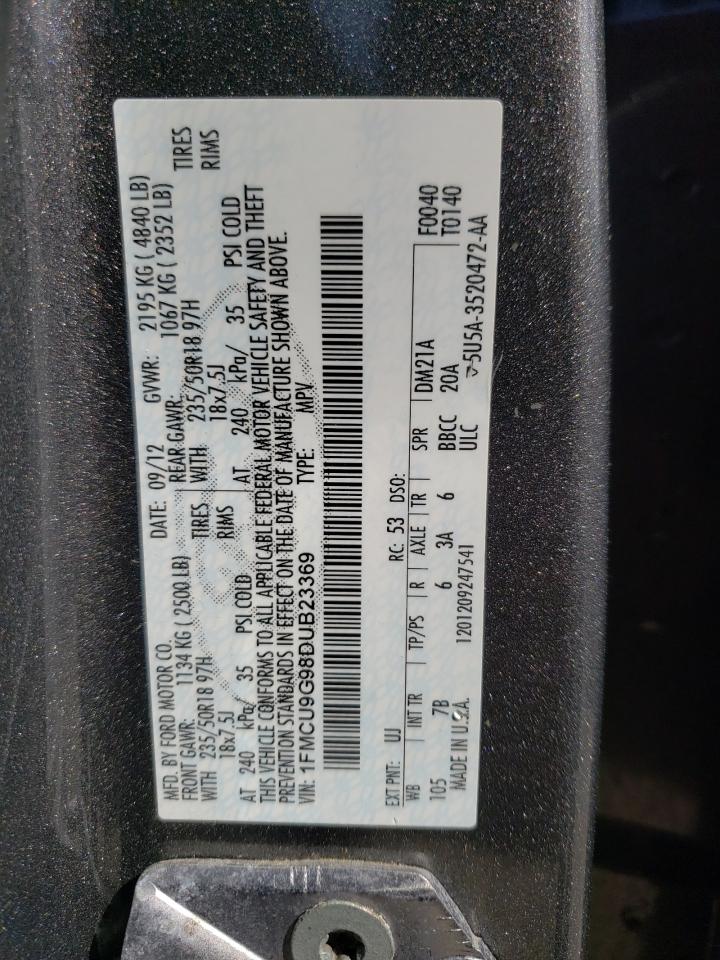 MFD. BY FORD MOTOR CO.
DATE: 09/12 GVWR: 2195 KG ( 4840 LB)
FRONT GAWR: 1134 KG ( 2500 LB) REAR GAWR: 1067 KG ( 2352 LB)
WITH 235/50R18 97H TIRES WITH 235/50R18 97H TIRES
18x7.5J RIMS 18x7.5J RIMS
AT 240 kPa/ 35 PSI COLD AT 240 kPa/ 35 PSI COLD
THIS VEHICLE CONFORMS TO ALL APPLICABLE FEDERAL MOTOR VEHICLE SAFETY AND THEFT
PREVENTION STANDARDS IN EFFECT ON THE DATE OF MANUFACTURE SHOWN ABOVE.
VIN: 1FMCU9G98DUB23369 TYPE: MPV
EXT PNT: UJ RC: 53 DSO:
WB INT TR TP/PS R AXLE TR SPR DM21A F0040
105 7B 6 3A 6 BBCC 20A T0140
MADE IN U.S.A. 1201209247541 ULC 5U5A-3520472-AA